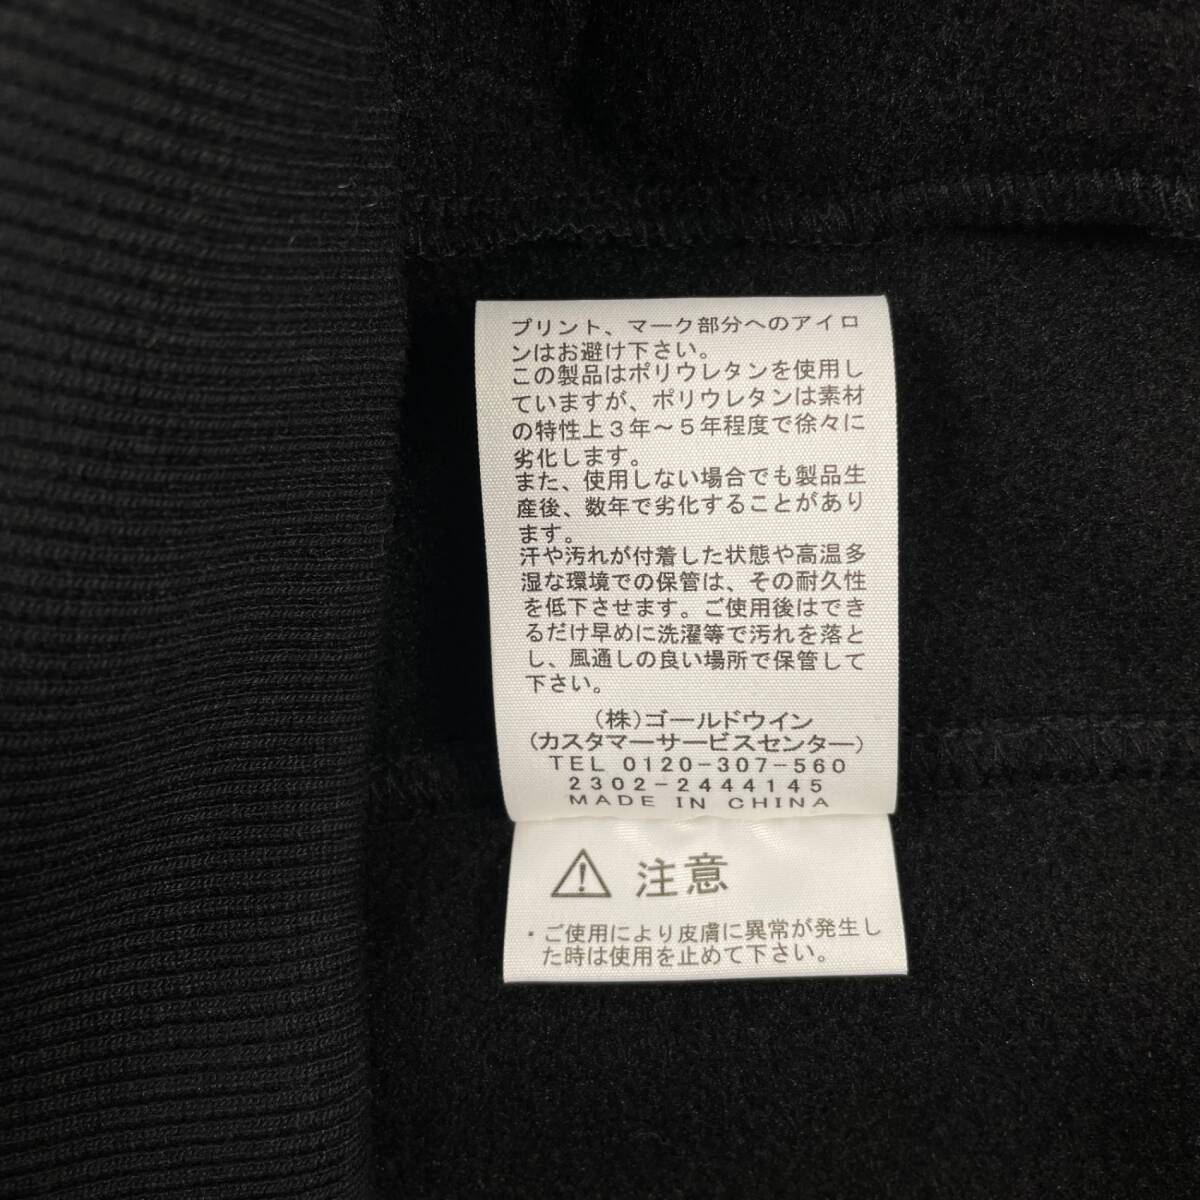 プリント、マーク部分へのアイロ
ンはお避け下さい。
この製品はポリウレタンを使用し
ていますが、ポリウレタンは素材
の特性上3年～5年程度で徐々に
劣化します。
また、使用しない場合でも製品生
産後、数年で劣化することがあり
ます。
汗や汚れが付着した状態や高温多
湿な環境での保管は、その耐久性
を低下させます。ご使用後はでき
るだけ早めに洗濯等で汚れを落と
し、風通しの良い場所で保管して
下さい。
(株)ゴールドウイン
(カスタマーサービスセンター)
TEL 0120-307-560
2302-2444145
MADE IN CHINA
注意
・ご使用により皮膚に異常が発生し
た時は使用を止めて下さい。